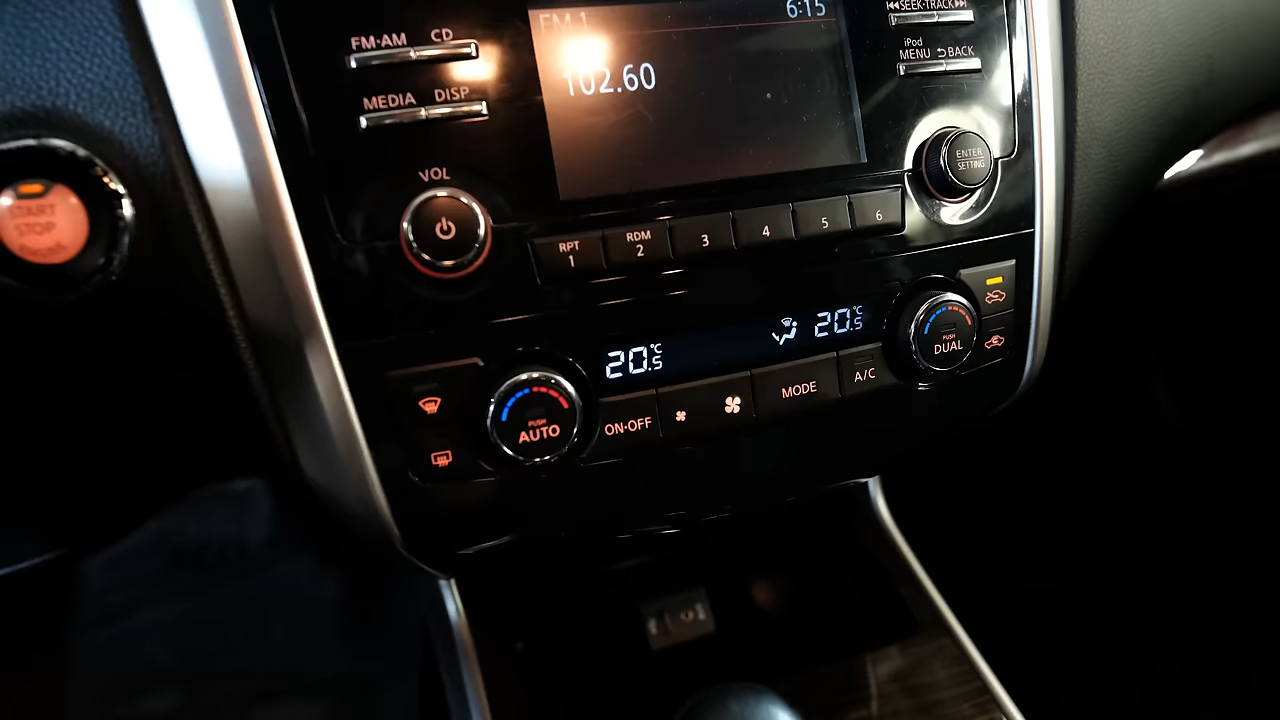 FM 1
6:15
102.60
FM·AM
CD
MEDIA
DISP
SEEK·TRACK
iPod
MENU
BACK
ENTER
SETTING
VOL
RPT
1
RDM
2
3
4
5
6
START
STOP
20.5°C
20.5°C
PUSH
AUTO
ON·OFF
MODE
A/C
PUSH
DUAL